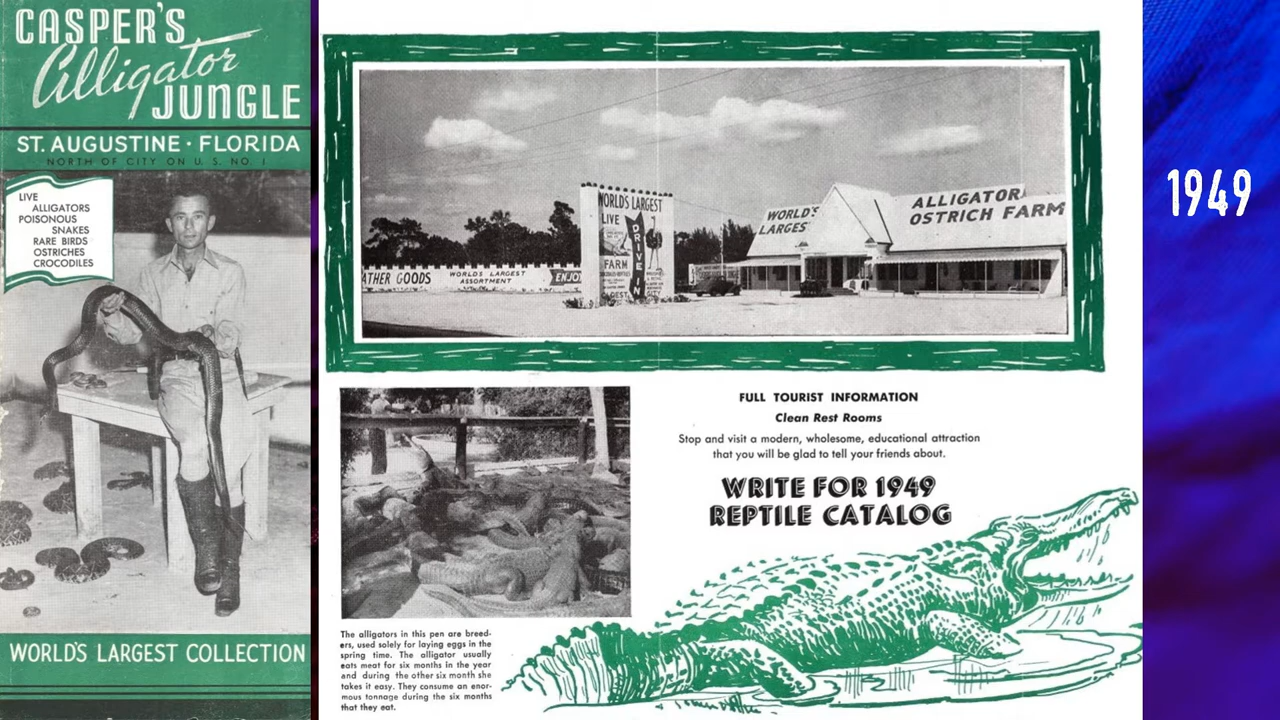 CASPER'S
Alligator
JUNGLE
ST. AUGUSTINE · FLORIDA
NORTH OF CITY ON U. S. NO. 1
LIVE
ALLIGATORS
POISONOUS
SNAKES
RARE BIRDS
OSTRICHES
CROCODILES
WORLD'S LARGEST COLLECTION
WORLD'S LARGEST
LIVE
DRIVE IN
FARM
ATHER GOODS
WORLD'S LARGEST
ASSORTMENT
ENJOY
WORLD'S
LARGEST
ALLIGATOR
OSTRICH FARM
The alligators in this pen are breed-
ers, used solely for laying eggs in the
spring time. The alligator usually
eats meat for six months in the year
and during the other six month she
takes it easy. They consume an enor-
mous tonnage during the six months
that they eat.
FULL TOURIST INFORMATION
Clean Rest Rooms
Stop and visit a modern, wholesome, educational attraction
that you will be glad to tell your friends about.
WRITE FOR 1949
REPTILE CATALOG
1949